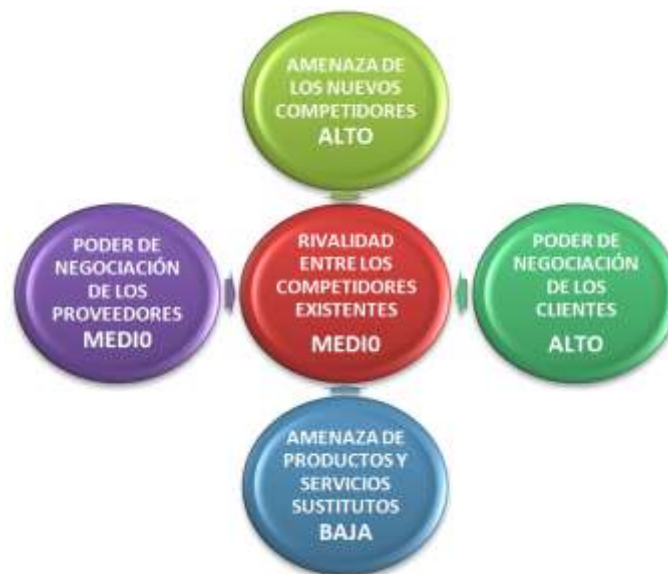 AMENAZA DE
LOS NUEVOS
COMPETIDORES
ALTO
PODER DE
NEGOCIACIÓN
DE LOS
PROVEEDORES
MEDI0
RIVALIDAD
ENTRE LOS
COMPETIDORES
EXISTENTES
MEDI0
PODER DE
NEGOCIACIÓN
DE LOS
CLIENTES
ALTO
AMENAZA DE
PRODUCTOS Y
SERVICIOS
SUSTITUTOS
BAJA